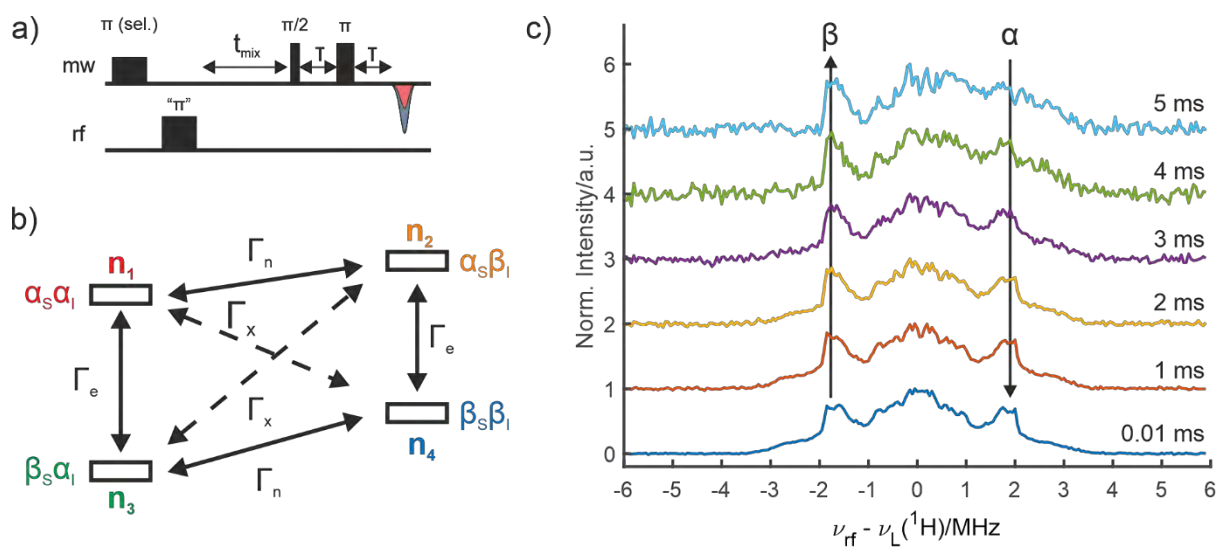 a)
π (sel.)
π/2
π
t_mix
τ
τ
mw
"π"
rf
b)
n₁
α_Sα_I
n₂
α_Sβ_I
Γ_n
Γ_x
Γ_e
Γ_e
Γ_x
β_Sβ_I
n₄
β_Sα_I
n₃
Γ_n
c)
β
α
Norm. Intensity/a.u.
6
5
4
3
2
1
0
5 ms
4 ms
3 ms
2 ms
1 ms
0.01 ms
-6 -5 -4 -3 -2 -1 0 1 2 3 4 5 6
ν_rf - ν_L(¹H)/MHz